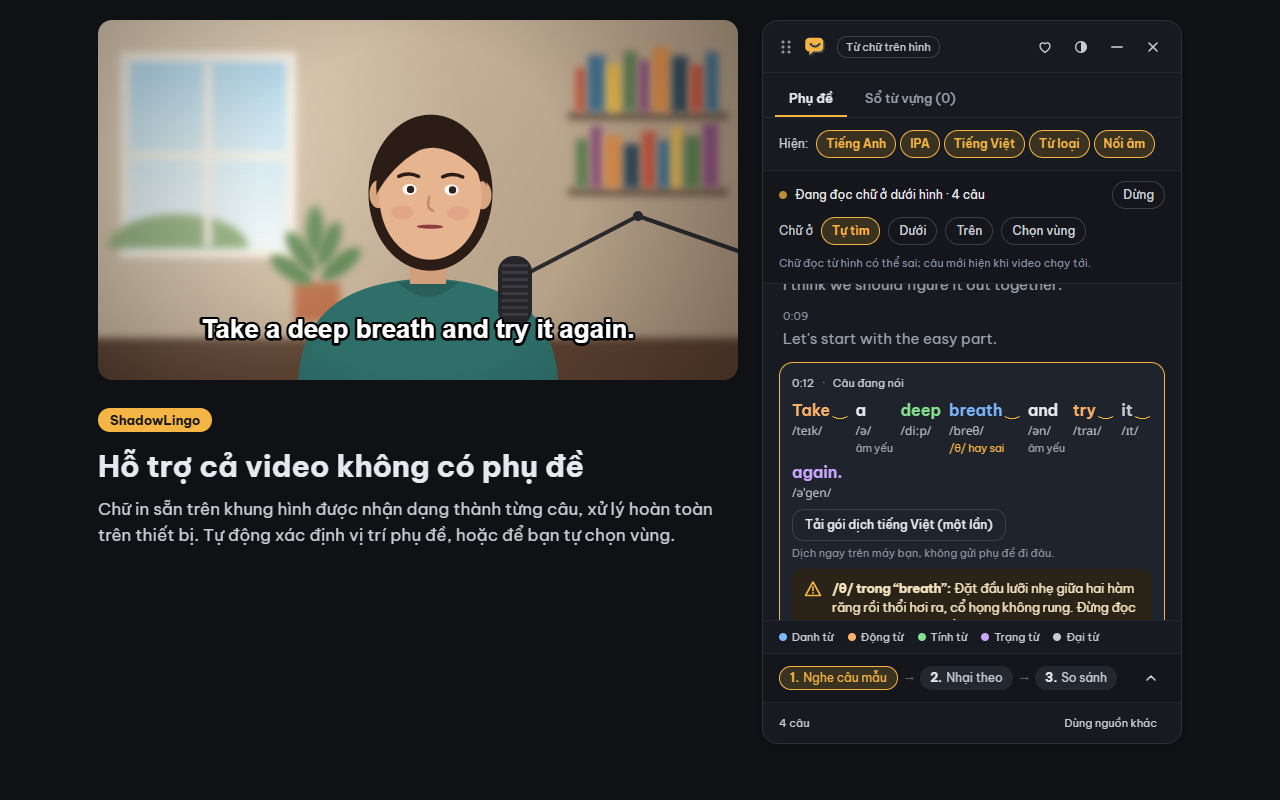 Take a deep breath and try it again.
ShadowLingo
Hỗ trợ cả video không có phụ đề
Chữ in sẵn trên khung hình được nhận dạng thành từng câu, xử lý hoàn toàn
trên thiết bị. Tự động xác định vị trí phụ đề, hoặc để bạn tự chọn vùng.
Từ chữ trên hình
Phụ đề Sổ từ vựng (0)
Hiện: Tiếng Anh IPA Tiếng Việt Từ loại Nối âm
Đang đọc chữ ở dưới hình · 4 câu Dừng
Chữ ở Tự tìm Dưới Trên Chọn vùng
Chữ đọc từ hình có thể sai; câu mới hiện khi video chạy tới.
I think we should figure it out together.
0:09
Let's start with the easy part.
0:12 · Câu đang nói
Take‿ a deep breath‿ and try‿ it‿
/teɪk/ /ə/ /diːp/ /breθ/ /ən/ /traɪ/ /ɪt/
âm yếu /θ/ hay sai âm yếu
again.
/əˈɡen/
Tải gói dịch tiếng Việt (một lần)
Dịch ngay trên máy bạn, không gửi phụ đề đi đâu.
/θ/ trong “breath”: Đặt đầu lưỡi nhẹ giữa hai hàm
răng rồi thổi hơi ra, cổ họng không rung. Đừng đọc
Danh từ Động từ Tính từ Trạng từ Đại từ
1. Nghe câu mẫu → 2. Nhại theo → 3. So sánh
4 câu Dùng nguồn khác